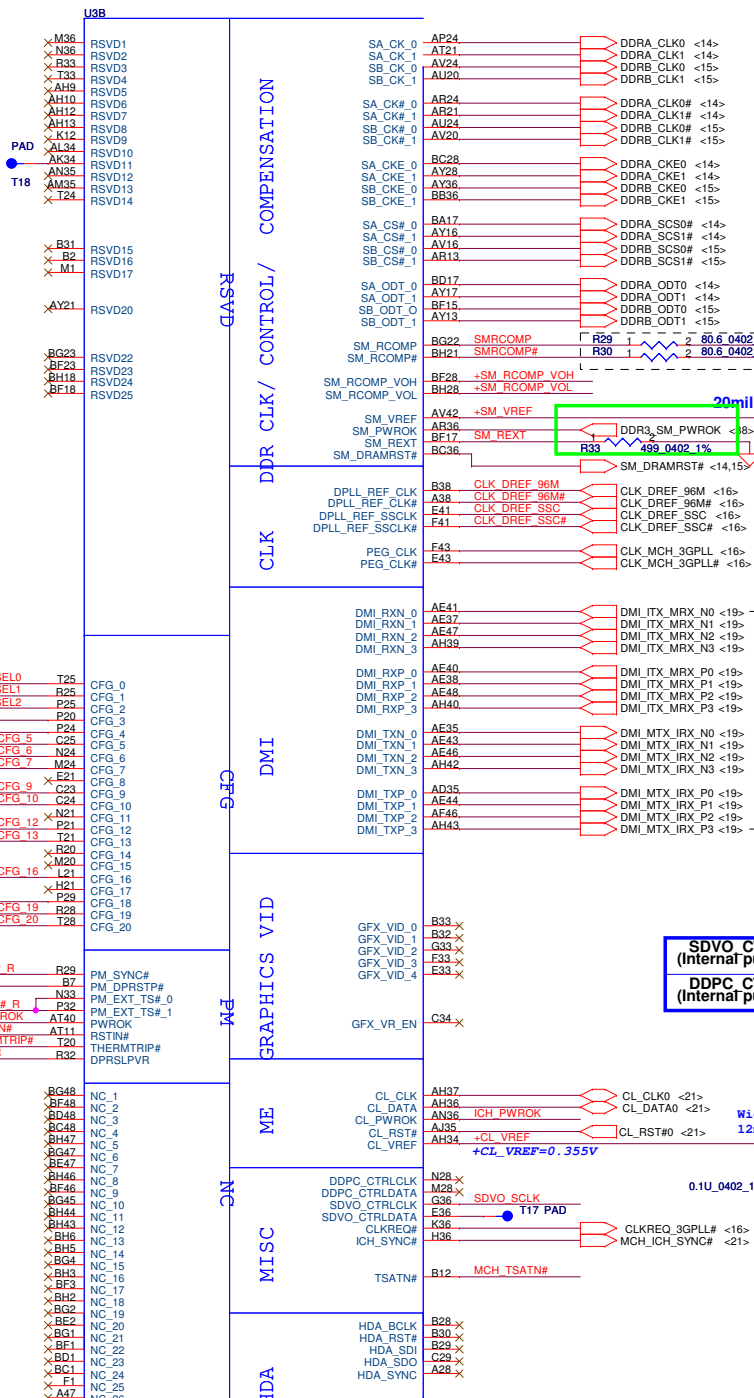 U3B
M36 RSVD1
N36 RSVD2
R33 RSVD3
T33 RSVD4
AH9 RSVD5
AH10 RSVD6
AH12 RSVD7
AH13 RSVD8
K12 RSVD9
AL34 RSVD10
PAD
T18
AK34 RSVD11
AN35 RSVD12
AM35 RSVD13
T24 RSVD14
B31 RSVD15
B2 RSVD16
M1 RSVD17
AY21 RSVD20
BG23 RSVD22
BF23 RSVD23
BH18 RSVD24
BF18 RSVD25
RSVD
DDR CLK/ CONTROL/ COMPENSATION
SA_CK_0 AP24 DDRA_CLK0 <14>
SA_CK_1 AT21 DDRA_CLK1 <14>
SB_CK_0 AV24 DDRB_CLK0 <15>
SB_CK_1 AU20 DDRB_CLK1 <15>
SA_CK#_0 AR24 DDRA_CLK0# <14>
SA_CK#_1 AR21 DDRA_CLK1# <14>
SB_CK#_0 AU24 DDRB_CLK0# <15>
SB_CK#_1 AV20 DDRB_CLK1# <15>
SA_CKE_0 BC28 DDRA_CKE0 <14>
SA_CKE_1 AY28 DDRA_CKE1 <14>
SB_CKE_0 AY36 DDRB_CKE0 <15>
SB_CKE_1 BB36 DDRB_CKE1 <15>
SA_CS#_0 BA17 DDRA_SCS0# <14>
SA_CS#_1 AY16 DDRA_SCS1# <14>
SB_CS#_0 AV16 DDRB_SCS0# <15>
SB_CS#_1 AR13 DDRB_SCS1# <15>
SA_ODT_0 BD17 DDRA_ODT0 <14>
SA_ODT_1 AY17 DDRA_ODT1 <14>
SB_ODT_O BF15 DDRB_ODT0 <15>
SB_ODT_1 AY13 DDRB_ODT1 <15>
SM_RCOMP BG22 SMRCOMP R29 1 2 80.6_0402
SM_RCOMP# BH21 SMRCOMP# R30 1 2 80.6_0402
SM_RCOMP_VOH BF28 +SM_RCOMP_VOH
SM_RCOMP_VOL BH28 +SM_RCOMP_VOL
20mil
SM_VREF AV42 +SM_VREF
SM_PWROK AR36 DDR3_SM_PWROK <38>
SM_REXT BF17 SM_REXT R33 1 2 499_0402_1%
SM_DRAMRST# BC36 SM_DRAMRST# <14,15>
CLK
DPLL_REF_CLK B38 CLK_DREF_96M CLK_DREF_96M <16>
DPLL_REF_CLK# A38 CLK_DREF_96M# CLK_DREF_96M# <16>
DPLL_REF_SSCLK E41 CLK_DREF_SSC CLK_DREF_SSC <16>
DPLL_REF_SSCLK# F41 CLK_DREF_SSC# CLK_DREF_SSC# <16>
PEG_CLK F43 CLK_MCH_3GPLL <16>
PEG_CLK# E43 CLK_MCH_3GPLL# <16>
DMI
DMI_RXN_0 AE41 DMI_ITX_MRX_N0 <19>
DMI_RXN_1 AE37 DMI_ITX_MRX_N1 <19>
DMI_RXN_2 AE47 DMI_ITX_MRX_N2 <19>
DMI_RXN_3 AH39 DMI_ITX_MRX_N3 <19>
DMI_RXP_0 AE40 DMI_ITX_MRX_P0 <19>
DMI_RXP_1 AE38 DMI_ITX_MRX_P1 <19>
DMI_RXP_2 AE48 DMI_ITX_MRX_P2 <19>
DMI_RXP_3 AH40 DMI_ITX_MRX_P3 <19>
DMI_TXN_0 AE35 DMI_MTX_IRX_N0 <19>
DMI_TXN_1 AE43 DMI_MTX_IRX_N1 <19>
DMI_TXN_2 AE46 DMI_MTX_IRX_N2 <19>
DMI_TXN_3 AH42 DMI_MTX_IRX_N3 <19>
DMI_TXP_0 AD35 DMI_MTX_IRX_P0 <19>
DMI_TXP_1 AE44 DMI_MTX_IRX_P1 <19>
DMI_TXP_2 AF46 DMI_MTX_IRX_P2 <19>
DMI_TXP_3 AH43 DMI_MTX_IRX_P3 <19>
CFG
SEL0 T25 CFG_0
SEL1 R25 CFG_1
SEL2 P25 CFG_2
P20 CFG_3
P24 CFG_4
CFG_5 C25 CFG_5
CFG_6 N24 CFG_6
CFG_7 M24 CFG_7
E21 CFG_8
CFG_9 C23 CFG_9
CFG_10 C24 CFG_10
N21 CFG_11
CFG_12 P21 CFG_12
CFG_13 T21 CFG_13
R20 CFG_14
M20 CFG_15
CFG_16 L21 CFG_16
H21 CFG_17
P29 CFG_18
CFG_19 R28 CFG_19
CFG_20 T28 CFG_20
GRAPHICS VID
GFX_VID_0 B33
GFX_VID_1 B32
GFX_VID_2 G33
GFX_VID_3 F33
GFX_VID_4 E33
GFX_VR_EN C34
SDVO_C
(Internal pu
DDPC_C
(Internal pu
PM
_R R29 PM_SYNC#
B7 PM_DPRSTP#
N33 PM_EXT_TS#_0
#_R P32 PM_EXT_TS#_1
ROK AT40 PWROK
N# AT11 RSTIN#
MTRIP# T20 THERMTRIP#
R32 DPRSLPVR
ME
CL_CLK AH37 CL_CLK0 <21>
CL_DATA AH36 CL_DATA0 <21>
CL_PWROK AN36 ICH_PWROK
CL_RST# AJ35 CL_RST#0 <21>
CL_VREF AH34 +CL_VREF
+CL_VREF=0.355V
Wi
12
0.1U_0402_1
NC
BG48 NC_1
BF48 NC_2
BD48 NC_3
BC48 NC_4
BH47 NC_5
BG47 NC_6
BE47 NC_7
BH46 NC_8
BF46 NC_9
BG45 NC_10
BH44 NC_11
BH43 NC_12
BH6 NC_13
BH5 NC_14
BG4 NC_15
BH3 NC_16
BF3 NC_17
BH2 NC_18
BG2 NC_19
BE2 NC_20
BG1 NC_21
BF1 NC_22
BD1 NC_23
BC1 NC_24
F1 NC_25
A47
MISC
DDPC_CTRLCLK N28
DDPC_CTRLDATA M28
SDVO_CTRLCLK G36 SDVO_SCLK
SDVO_CTRLDATA E36 T17 PAD
CLKREQ# K36 CLKREQ_3GPLL# <16>
ICH_SYNC# H36 MCH_ICH_SYNC# <21>
TSATN# B12 MCH_TSATN#
HDA
HDA_BCLK B28
HDA_RST# B30
HDA_SDI B29
HDA_SDO C29
HDA_SYNC A28